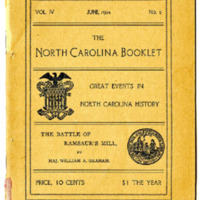 VOL. IV JUNE 1904 NO. 2
THE
NORTH CAROLINA BOOKLET
GREAT EVENTS IN
NORTH CAROLINA HISTORY
THE BATTLE OF
RAMSAUR'S MILL,
BY
MAJ. WILLIAM A. GRAHAM.
PRICE, 10 CENTS $1 THE YEAR